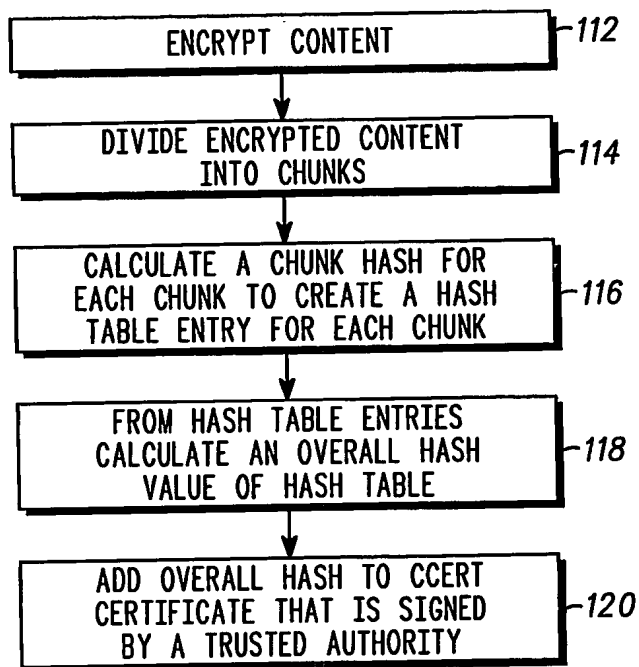 ENCRYPT CONTENT
112
DIVIDE ENCRYPTED CONTENT
INTO CHUNKS
114
CALCULATE A CHUNK HASH FOR
EACH CHUNK TO CREATE A HASH
TABLE ENTRY FOR EACH CHUNK
116
FROM HASH TABLE ENTRIES
CALCULATE AN OVERALL HASH
VALUE OF HASH TABLE
118
ADD OVERALL HASH TO CCERT
CERTIFICATE THAT IS SIGNED
BY A TRUSTED AUTHORITY
120